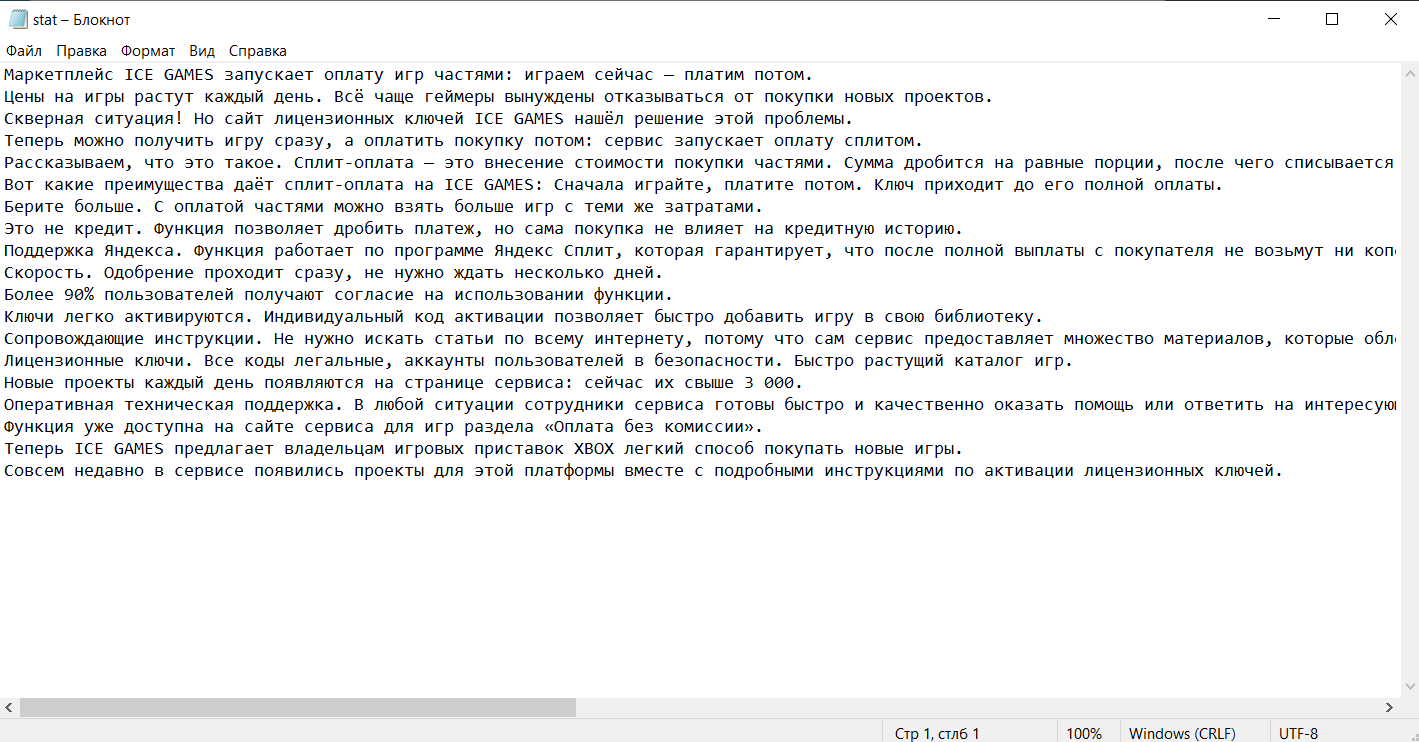 stat – Блокнот
Файл Правка Формат Вид Справка
Маркетплейс ICE GAMES запускает оплату игр частями: играем сейчас – платим потом.
Цены на игры растут каждый день. Всё чаще геймеры вынуждены отказываться от покупки новых проектов.
Скверная ситуация! Но сайт лицензионных ключей ICE GAMES нашёл решение этой проблемы.
Теперь можно получить игру сразу, а оплатить покупку потом: сервис запускает оплату сплитом.
Рассказываем, что это такое. Сплит-оплата – это внесение стоимости покупки частями. Сумма дробится на равные порции, после чего списывается
Вот какие преимущества даёт сплит-оплата на ICE GAMES: Сначала играйте, платите потом. Ключ приходит до его полной оплаты.
Берите больше. С оплатой частями можно взять больше игр с теми же затратами.
Это не кредит. Функция позволяет дробить платеж, но сама покупка не влияет на кредитную историю.
Поддержка Яндекса. Функция работает по программе Яндекс Сплит, которая гарантирует, что после полной выплаты с покупателя не возьмут ни
Скорость. Одобрение проходит сразу, не нужно ждать несколько дней.
Более 90% пользователей получают согласие на использовании функции.
Ключи легко активируются. Индивидуальный код активации позволяет быстро добавить игру в свою библиотеку.
Сопровождающие инструкции. Не нужно искать статьи по всему интернету, потому что сам сервис предоставляет множество материалов, которые
Лицензионные ключи. Все коды легальные, аккаунты пользователей в безопасности. Быстро растущий каталог игр.
Новые проекты каждый день появляются на странице сервиса: сейчас их свыше 3 000.
Оперативная техническая поддержка. В любой ситуации сотрудники сервиса готовы быстро и качественно оказать помощь или ответить на
Функция уже доступна на сайте сервиса для игр раздела «Оплата без комиссии».
Теперь ICE GAMES предлагает владельцам игровых приставок XBOX легкий способ покупать новые игры.
Совсем недавно в сервисе появились проекты для этой платформы вместе с подробными инструкциями по активации лицензионных ключей.
Стр 1, стлб 1 100% Windows (CRLF) UTF-8